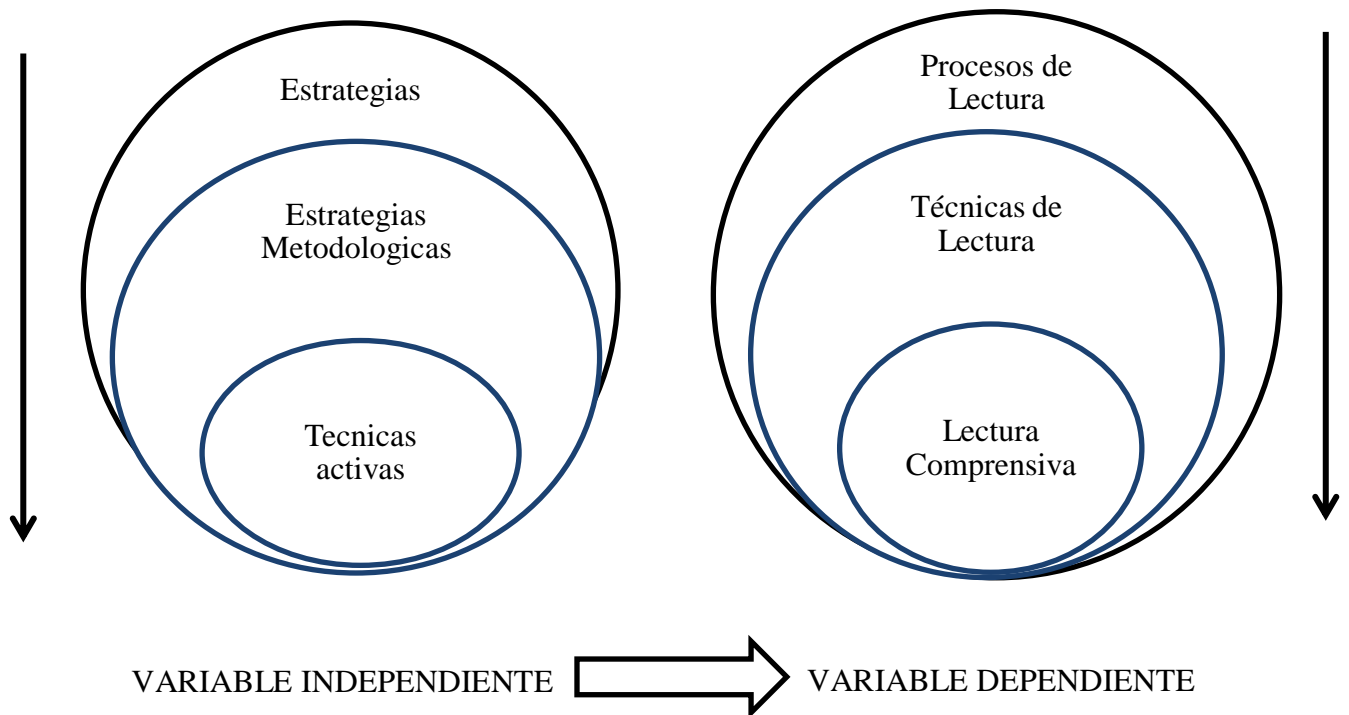 Estrategias
Estrategias
Metodologicas
Tecnicas
activas
Procesos de
Lectura
Técnicas de
Lectura
Lectura
Comprensiva
VARIABLE INDEPENDIENTE
VARIABLE DEPENDIENTE